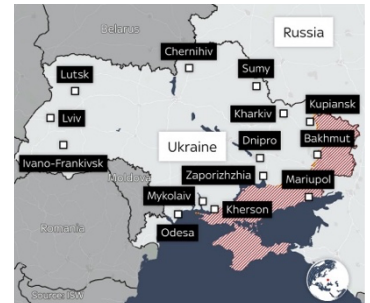 Belarus
Russia
Chernihiv
Lutsk
Sumy
Kharkiv
Kupiansk
Lviv
Ukraine
Dnipro
Bakhmut
Ivano-Frankivsk
Moldova
Zaporizhzhia
Mariupol
Mykolaiv
Kherson
Romania
Odesa
Source: ISW